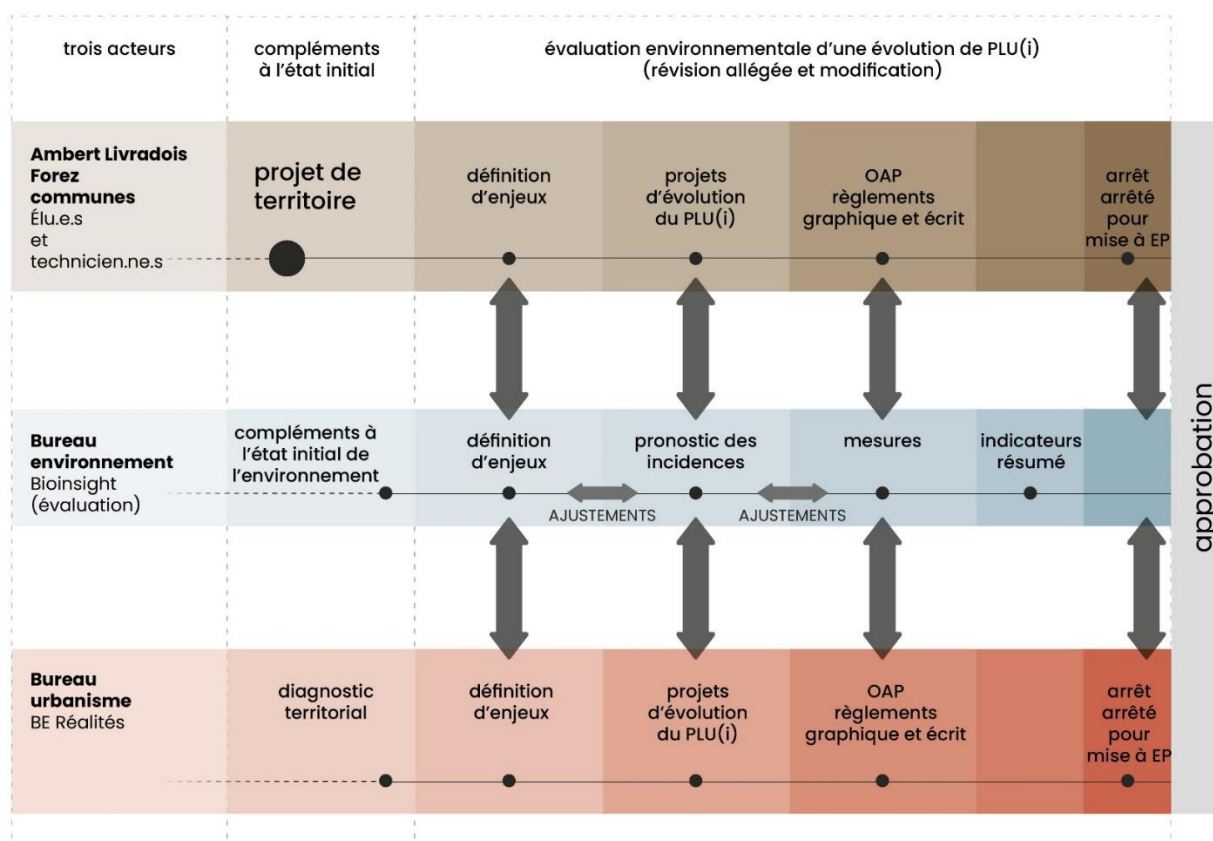 trois acteurs
compléments
à l'état initial
évaluation environnementale d'une évolution de PLU(i)
(révision allégée et modification)
Ambert Livradois
Forez
communes
Élu.e.s
et
technicien.ne.s
projet de
territoire
définition
d'enjeux
projets
d'évolution
du PLU(i)
OAP
règlements
graphique et écrit
arrêt
arrêté
pour
mise à EP
Bureau
environnement
Bioinsight
(évaluation)
compléments à
l'état initial de
l'environnement
définition
d'enjeux
pronostic des
incidences
mesures
indicateurs
résumé
AJUSTEMENTS
AJUSTEMENTS
Bureau
urbanisme
BE Réalités
diagnostic
territorial
définition
d'enjeux
projets
d'évolution
du PLU(i)
OAP
règlements
graphique et écrit
arrêt
arrêté
pour
mise à EP
approbation